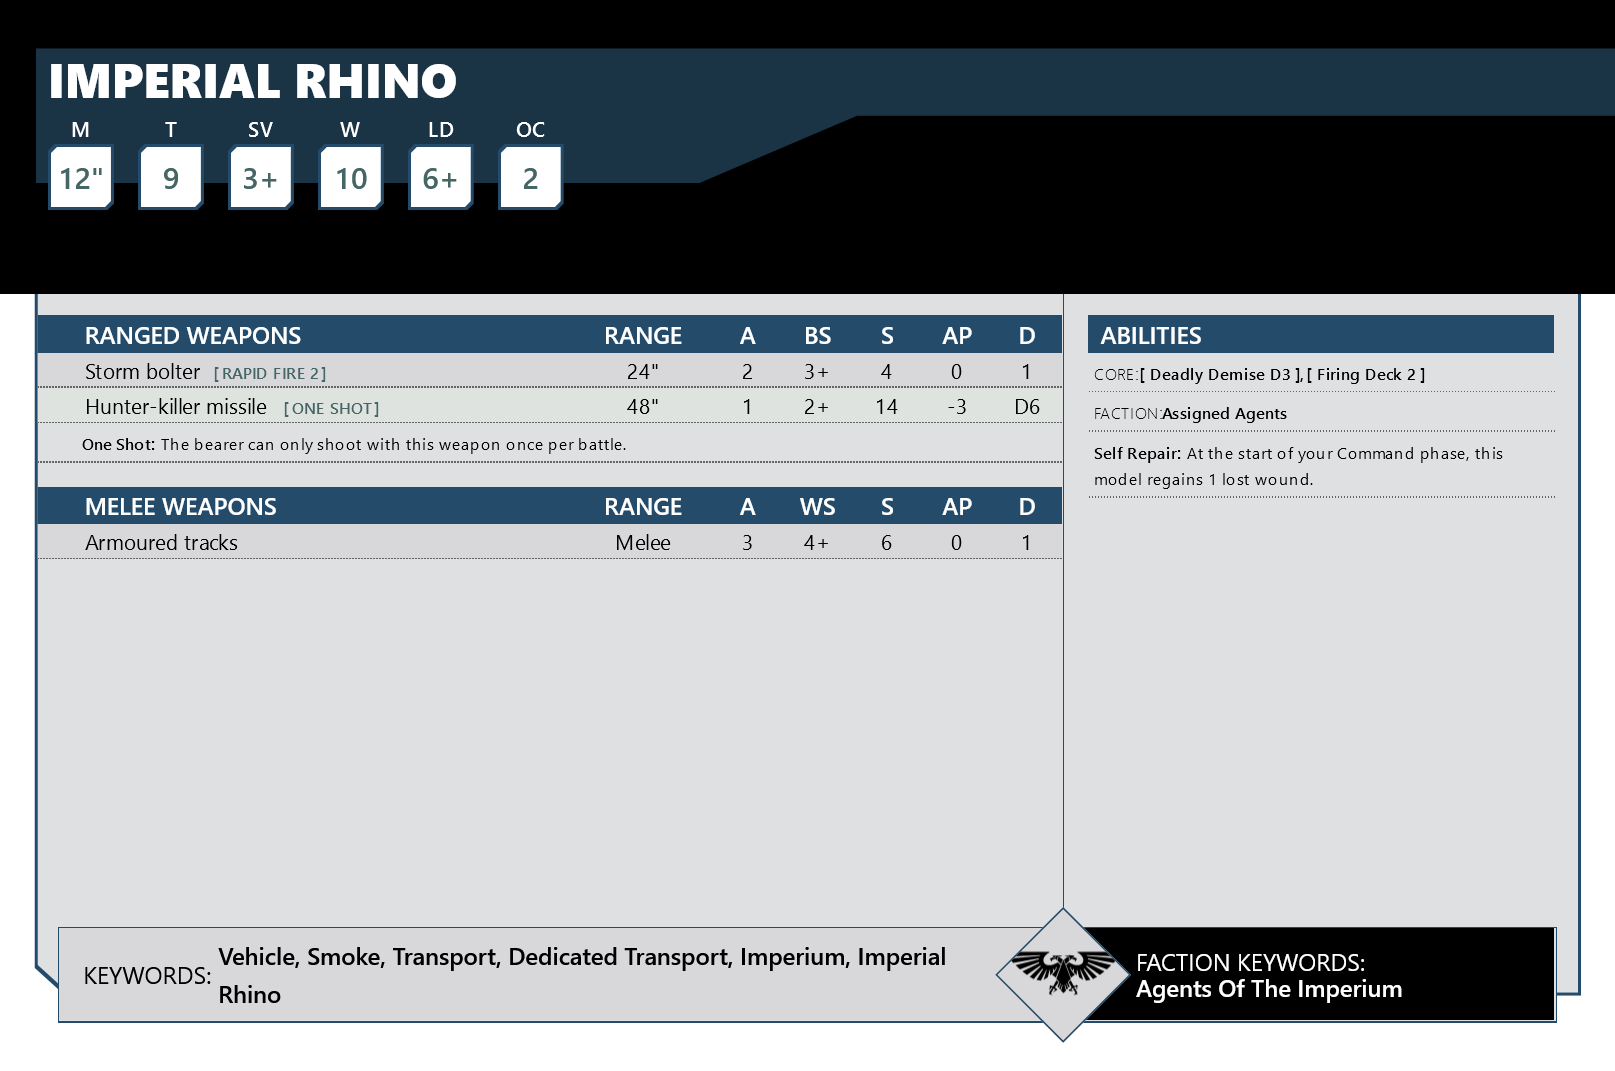 IMPERIAL RHINO
M T SV W LD OC
12" 9 3+ 10 6+ 2
RANGED WEAPONS RANGE A BS S AP D
Storm bolter [RAPID FIRE 2] 24" 2 3+ 4 0 1
Hunter-killer missile [ONE SHOT] 48" 1 2+ 14 -3 D6
One Shot: The bearer can only shoot with this weapon once per battle.
MELEE WEAPONS RANGE A WS S AP D
Armoured tracks Melee 3 4+ 6 0 1
ABILITIES
CORE:[ Deadly Demise D3 ],[ Firing Deck 2 ]
FACTION:Assigned Agents
Self Repair: At the start of your Command phase, this
model regains 1 lost wound.
KEYWORDS: Vehicle, Smoke, Transport, Dedicated Transport, Imperium, Imperial
Rhino
FACTION KEYWORDS:
Agents Of The Imperium